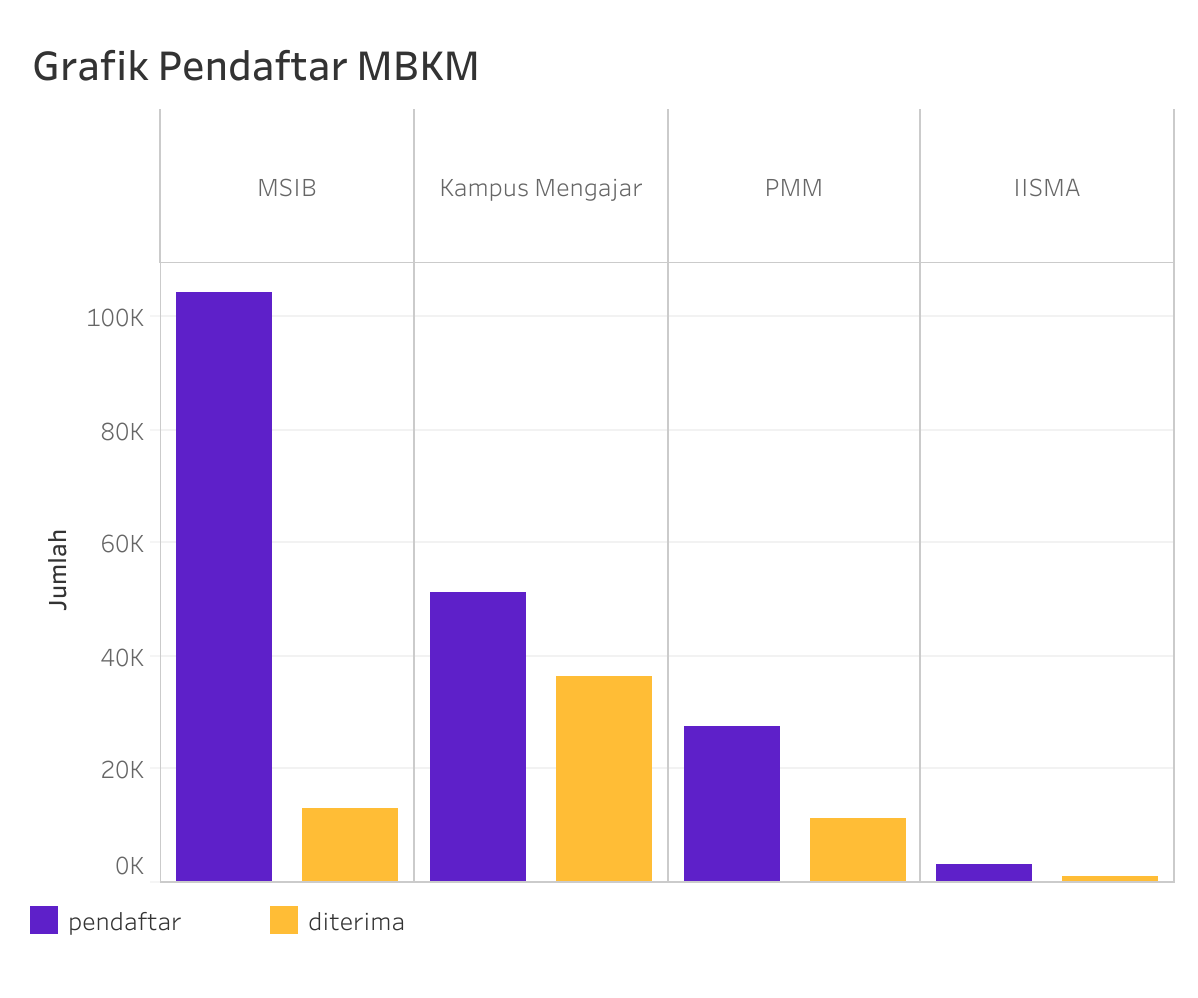 Grafik Pendaftar MBKM
MSIB
Kampus Mengajar
PMM
IISMA
100K
80K
60K
40K
20K
0K
Jumlah
pendaftar
diterima